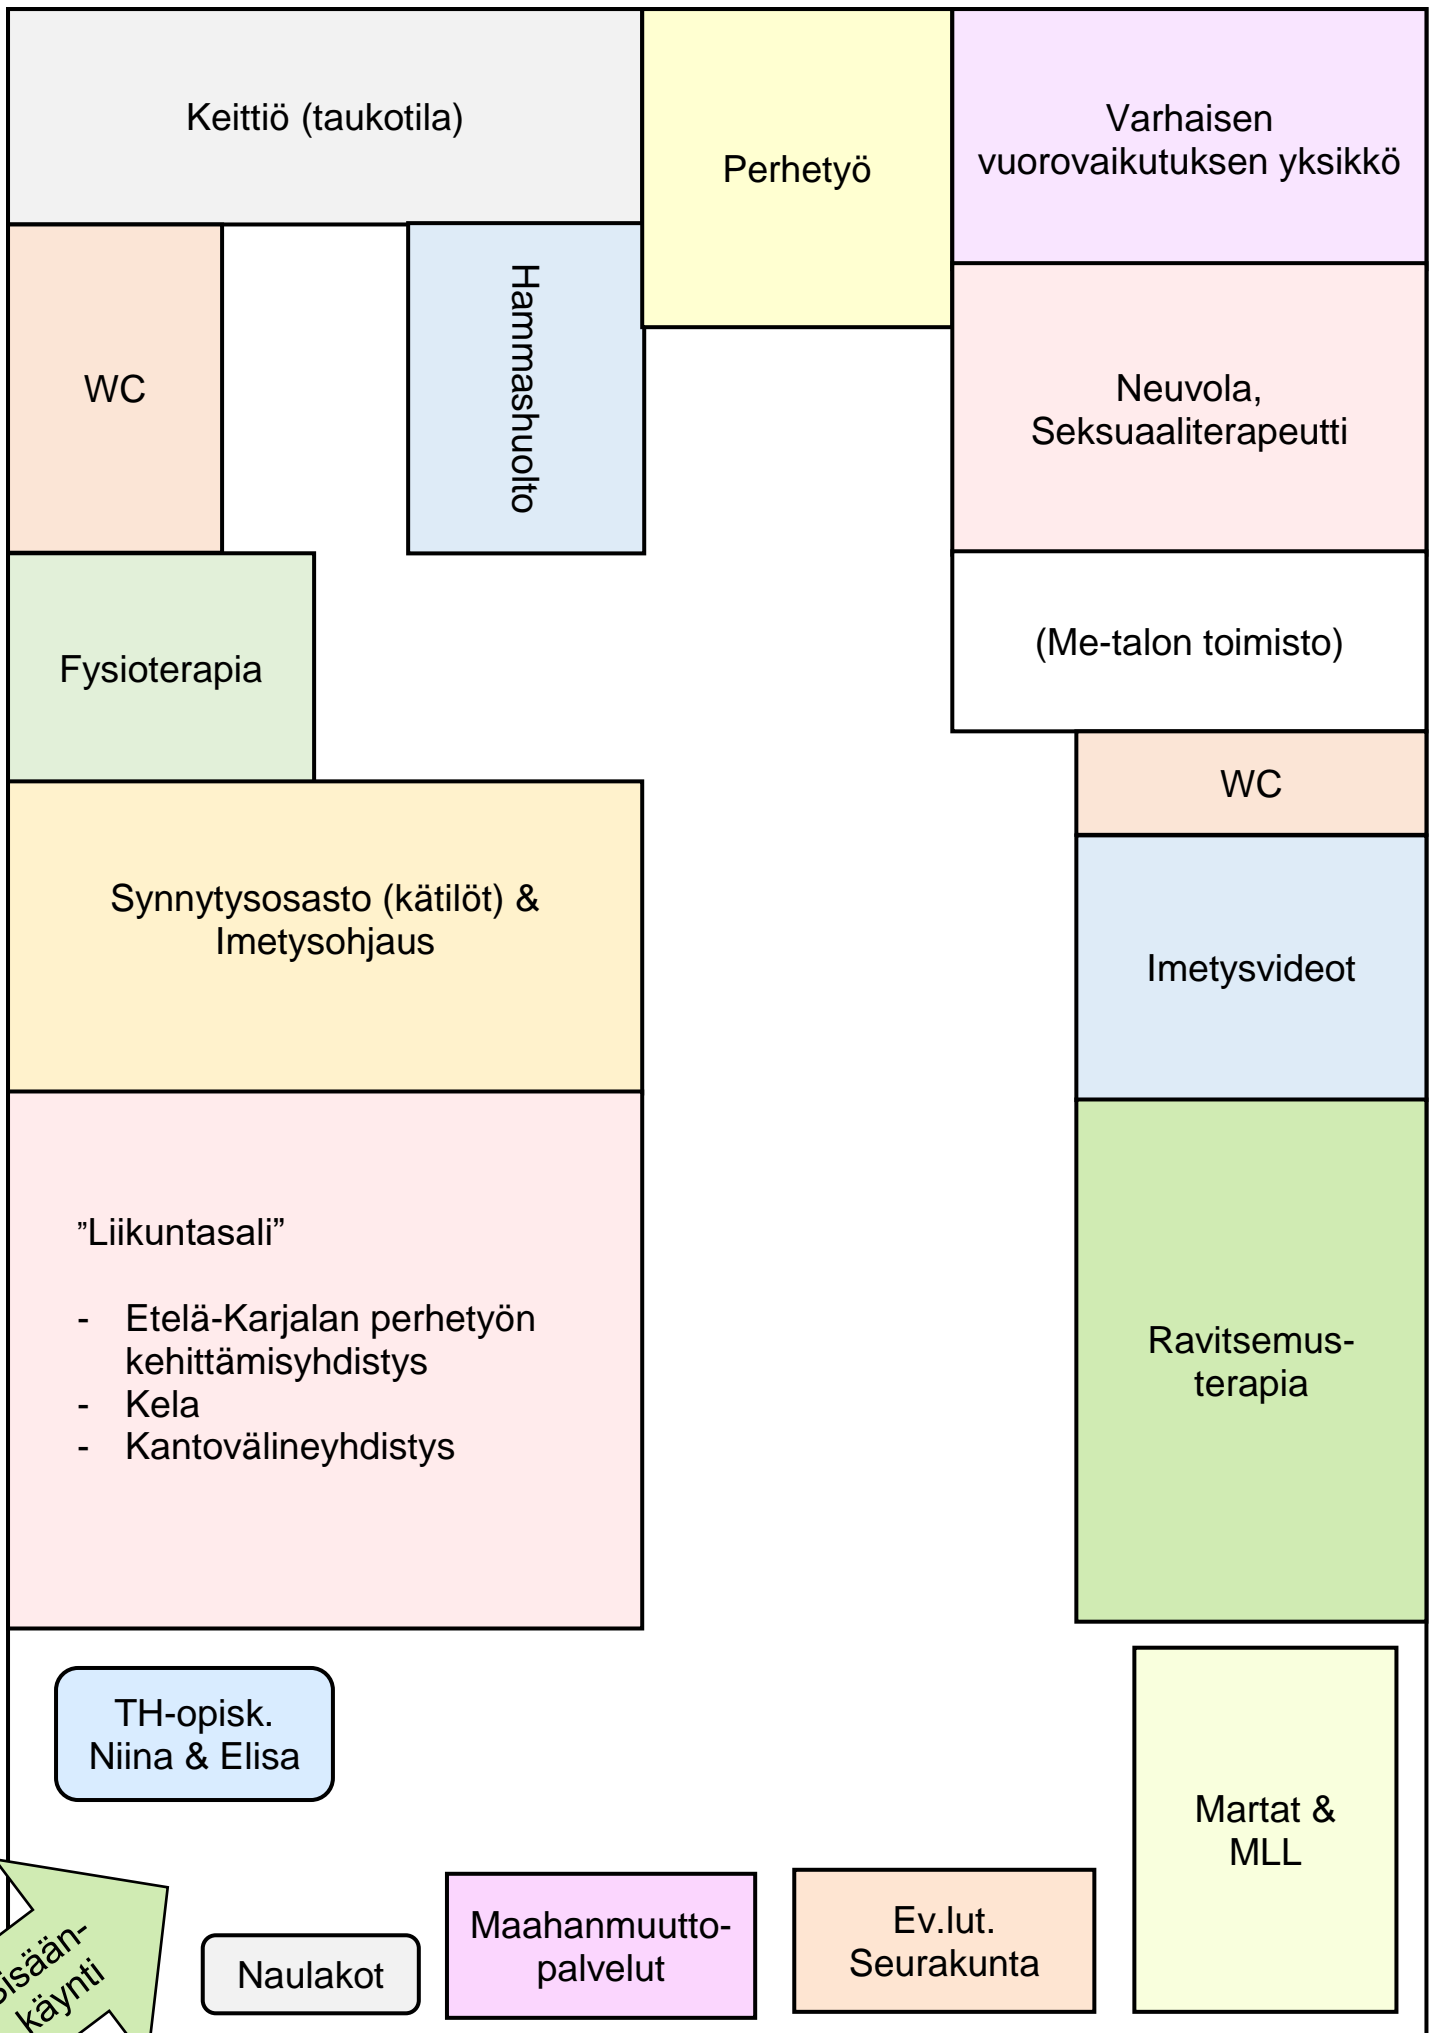 Keittiö (taukotila)
Perhetyö
Varhaisen
vuorovaikutuksen yksikkö
WC
Hammashuolto
Neuvola,
Seksuaaliterapeutti
Fysioterapia
(Me-talon toimisto)
WC
Synnytysosasto (kätilöt) &
Imetysohjaus
Imetysvideot
”Liikuntasali”
- Etelä-Karjalan perhetyön
kehittämisyhdistys
- Kela
- Kantovälineyhdistys
Ravitsemus-
terapia
TH-opisk.
Niina & Elisa
Martat &
MLL
Sisään-
käynti
Naulakot
Maahanmuutto-
palvelut
Ev.lut.
Seurakunta